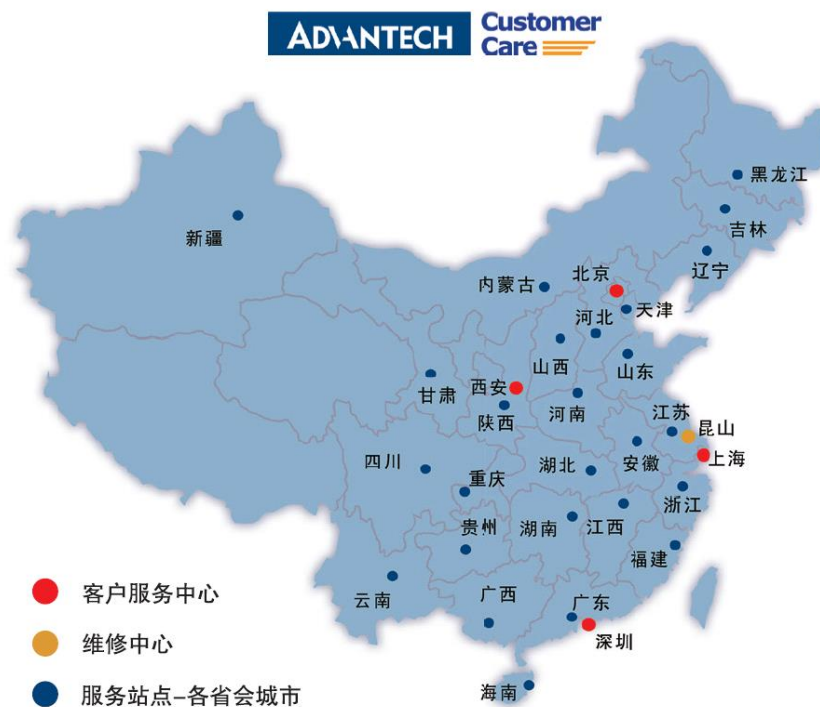 ADVANTECH
Customer
Care
黑龙江
吉林
新疆
辽宁
北京
内蒙古
天津
河北
山西
山东
甘肃
西安
河南
陕西
江苏
昆山
上海
四川
湖北
安徽
重庆
浙江
贵州
湖南
江西
福建
云南
广西
广东
深圳
海南
客户服务中心
维修中心
服务站点-各省会城市